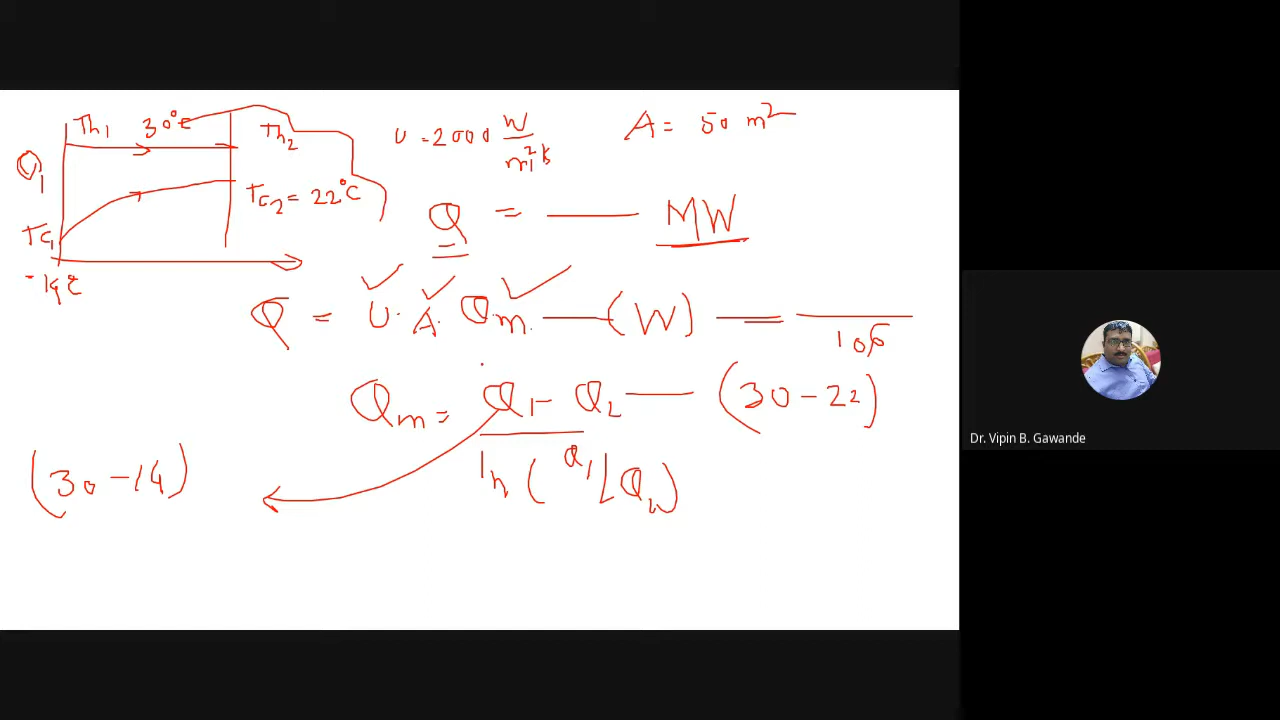 Th1 30°C Th2 U = 2000 W/m²K A = 50 m²
θ1 Tc2 = 22°C
Q = —— MW
Tc1
14°C
Q = U. A. θm. —— (W) —— / 10⁶
θm = θ1 - θ2 —— (30 - 22)
(30 - 14) ln (θ1/θ2)
Dr. Vipin B. Gawande